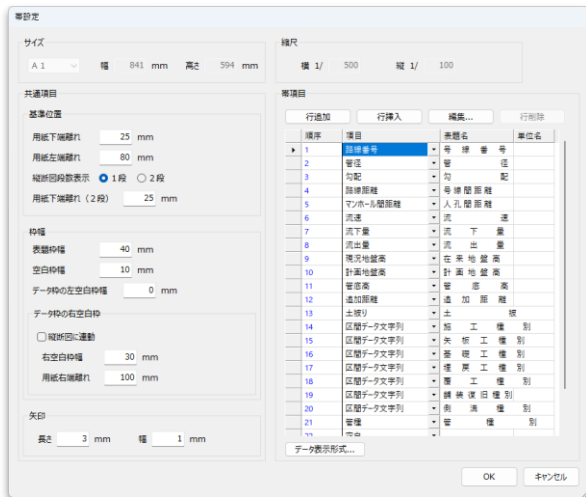 帯設定
サイズ
A 1 幅 841 mm 高さ 594 mm
縮尺
横 1/ 500 縦 1/ 100
共通項目
基準位置
用紙下端離れ 25 mm
用紙左端離れ 80 mm
縦断図段数表示 1段 2段
用紙下端離れ(2段) 25 mm
枠幅
表題枠幅 40 mm
空白枠幅 10 mm
データ枠の左空白枠幅 0 mm
データ枠の右空白枠
縦断図に連動
右空白枠幅 30 mm
用紙右端離れ 100 mm
矢印
長さ 3 mm 幅 1 mm
帯項目
行追加 行挿入 編集... 行削除
順序 項目 表題名 単位名
1 路線番号 号 線 番 号
2 管径 管 径
3 勾配 勾 配
4 路線距離 号 線 間 距 離
5 マンホール間距離 人 孔 間 距 離
6 流速 流 速
7 流下量 流 下 量
8 流出量 流 出 量
9 現況地盤高 在 来 地 盤 高
10 計画地盤高 計 画 地 盤 高
11 管底高 管 底 高
12 追加距離 追 加 距 離
13 土被り 土 被
14 区間データ文字列 施 工 種 別
15 区間データ文字列 矢 板 工 種 別
16 区間データ文字列 基 礎 工 種 別
17 区間データ文字列 埋 戻 工 種 別
18 区間データ文字列 覆 工 種 別
19 区間データ文字列 舗 装 復 旧 種 別
20 区間データ文字列 側 溝 種 別
21 管種 管 種 別
22 空白
データ表示形式...
OK キャンセル